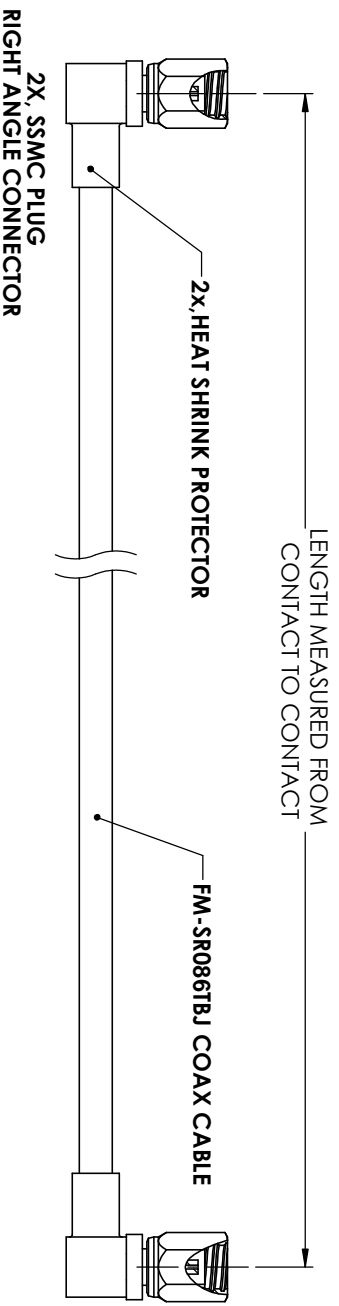 LENGTH MEASURED FROM
CONTACT TO CONTACT
2x,HEAT SHRINK PROTECTOR
FM-SR086TBJ COAX CABLE
2X, SSMC PLUG
RIGHT ANGLE CONNECTOR